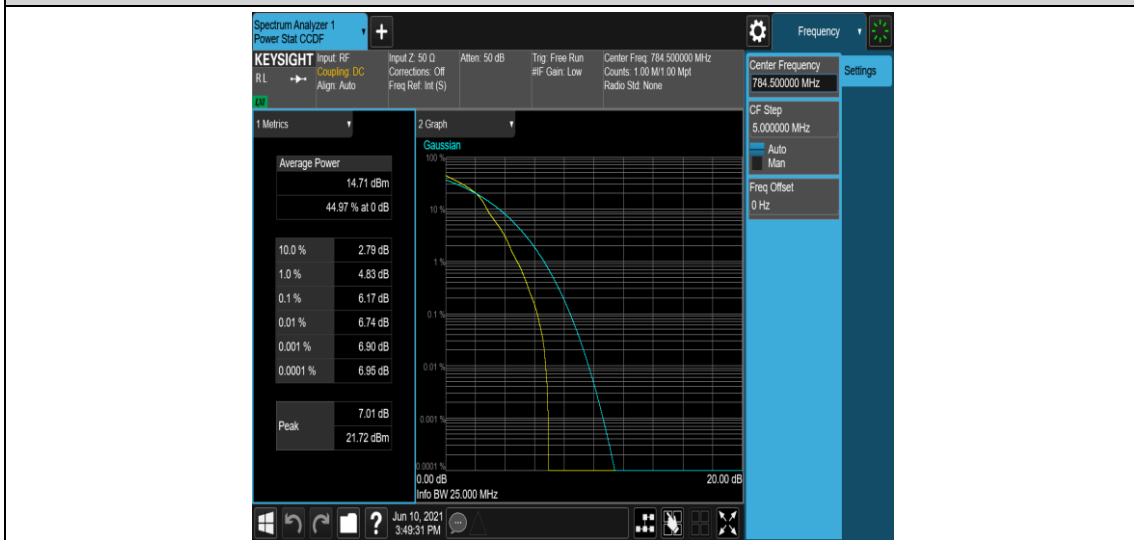 Spectrum Analyzer 1
Power Stat CCDF
+
Frequency
KEYSIGHT
RL
LXI
Input: RF
Coupling: DC
Align: Auto
Input Z: 50 Ω
Corrections: Off
Freq Ref: Int (S)
Atten: 50 dB
Trig: Free Run
#IF Gain: Low
Center Freq: 784.500000 MHz
Counts: 1.00 M/1.00 Mpt
Radio Std: None
Center Frequency
784.500000 MHz
Settings
CF Step
5.000000 MHz
Auto
Man
Freq Offset
0 Hz
1 Metrics
Average Power
14.71 dBm
44.97 % at 0 dB
10.0 % 2.79 dB
1.0 % 4.83 dB
0.1 % 6.17 dB
0.01 % 6.74 dB
0.001 % 6.90 dB
0.0001 % 6.95 dB
Peak
7.01 dB
21.72 dBm
2 Graph
Gaussian
100 %
10 %
1 %
0.1 %
0.01 %
0.001 %
0.0001 %
0.00 dB 20.00 dB
Info BW 25.000 MHz
?
Jun 10, 2021
3:49:31 PM